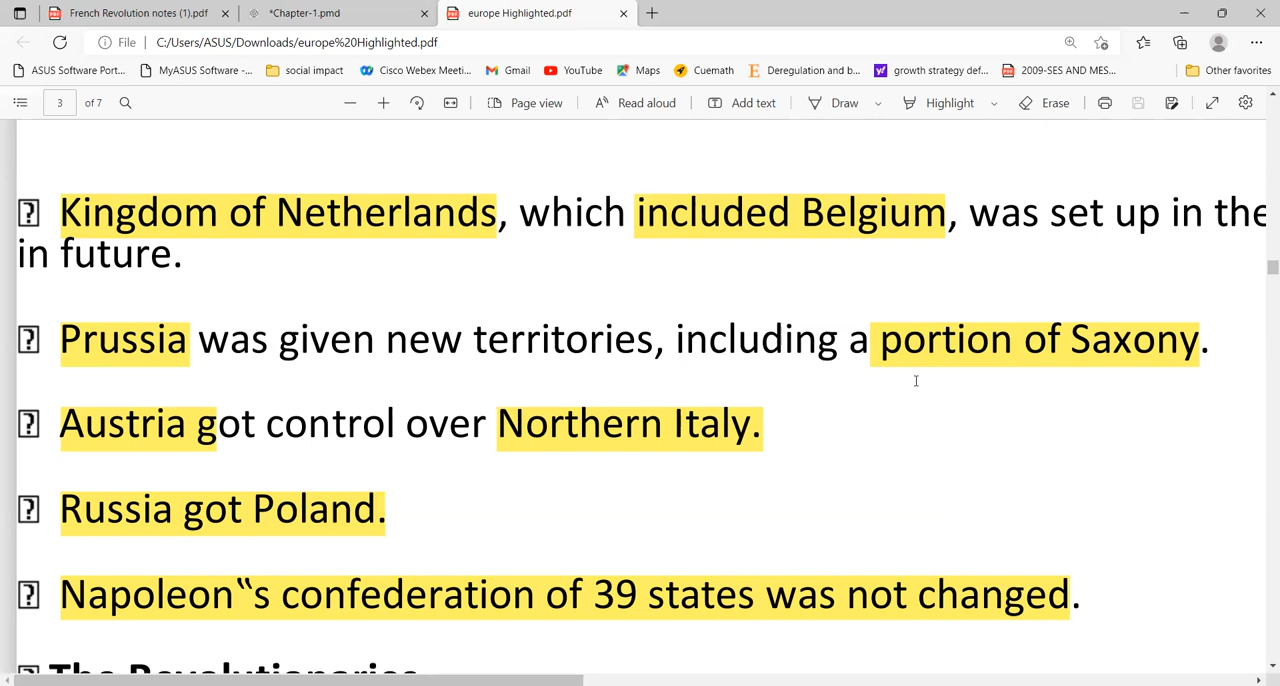 French Revolution notes (1).pdf
*Chapter-1.pmd
europe Highlighted.pdf
File
C:/Users/ASUS/Downloads/europe%20Highlighted.pdf
ASUS Software Port...
MyASUS Software -...
social impact
Cisco Webex Meeti...
Gmail
YouTube
Maps
Cuemath
Deregulation and b...
growth strategy def...
2009-SES AND MES...
Other favorites
3 of 7
Page view
Read aloud
Add text
Draw
Highlight
Erase
Kingdom of Netherlands, which included Belgium, was set up in the
in future.
Prussia was given new territories, including a portion of Saxony.
Austria got control over Northern Italy.
Russia got Poland.
Napoleon‟s confederation of 39 states was not changed.
The Revolutionaries